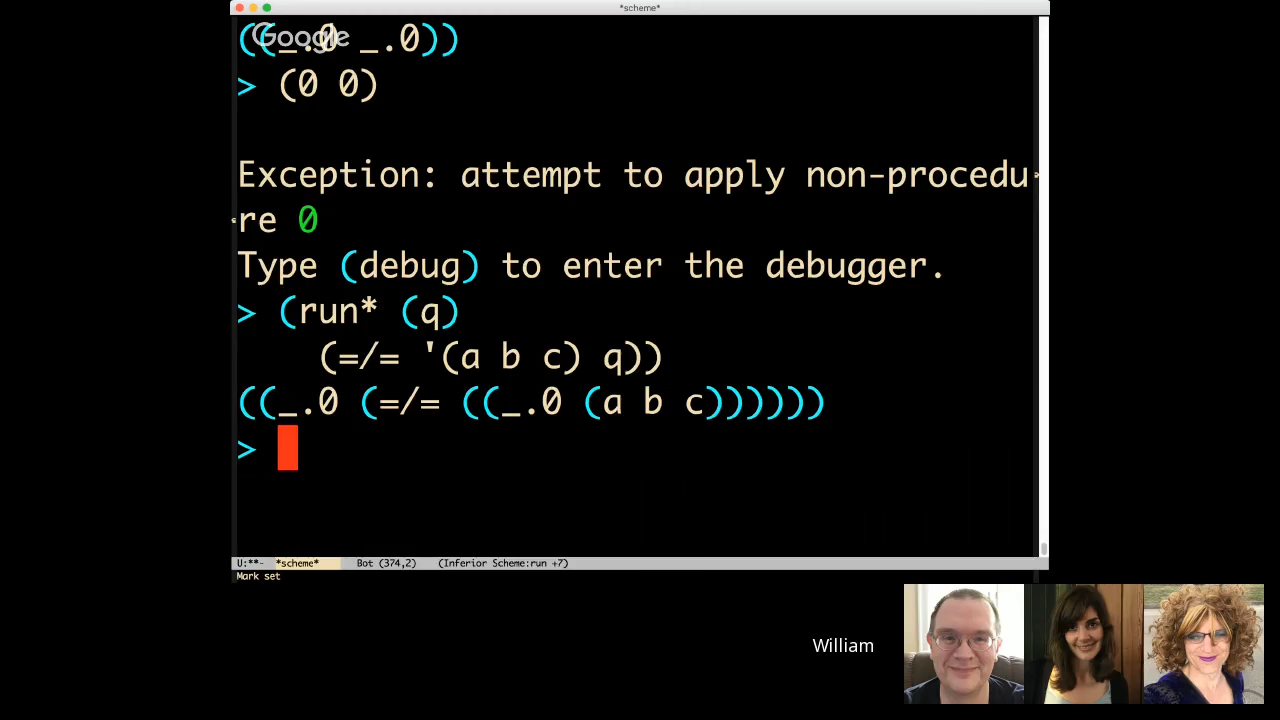 *scheme*
Google
((_.0 _.0))
> (0 0)
Exception: attempt to apply non-procedu
re 0
Type (debug) to enter the debugger.
> (run* (q)
(=/= '(a b c) q))
((_.0 (=/= ((_.0 (a b c))))))
>
U:**- *scheme* Bot (374,2) (Inferior Scheme:run +7)
Mark set
William